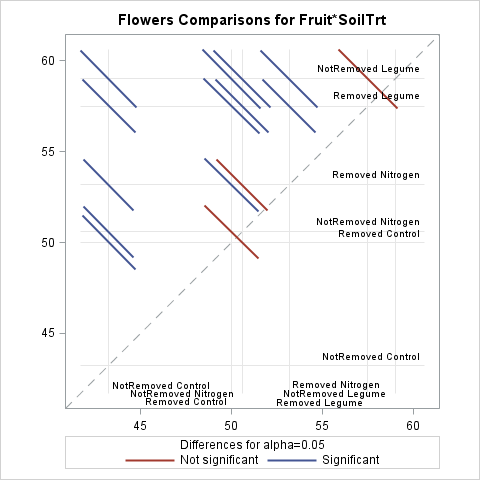 Flowers Comparisons for Fruit*SoilTrt
60
NotRemoved Legume
Removed Legume
55
Removed Nitrogen
NotRemoved Nitrogen
Removed Control
50
45
NotRemoved Control
NotRemoved Control
Removed Nitrogen
NotRemoved Nitrogen
NotRemoved Legume
Removed Control
Removed Legume
45
50
55
60
Differences for alpha=0.05
Not significant
Significant